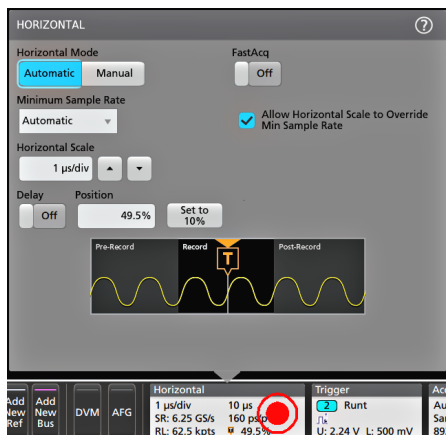 HORIZONTAL
?
Horizontal Mode
FastAcq
Automatic Manual
Off
Minimum Sample Rate
Automatic
Allow Horizontal Scale to Override
Min Sample Rate
Horizontal Scale
1 µs/div
Delay Position
Off 49.5% Set to
10%
Pre-Record Record Post-Record
T
Add
New
Ref
Add
New
Bus
DVM
AFG
Horizontal
1 µs/div 10 µs
SR: 6.25 GS/s 160 ps/p
RL: 62.5 kpts 49.5%
Trigger
2 Runt
U: 2.24 V L: 500 mV